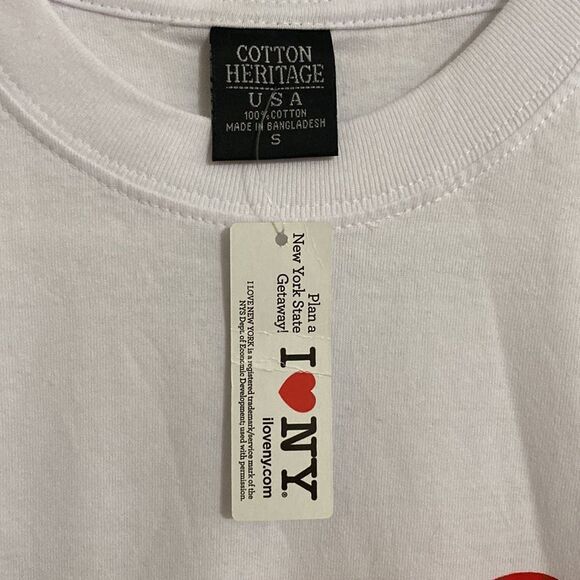 COTTON
HERITAGE
USA
100% COTTON
MADE IN BANGLADESH
S
Plan a
New York State
Getaway!
I ♥ NY®
iloveny.com
I LOVE NEW YORK is a registered trademark/service mark of the
NYS Dept. of Economic Development; used with permission.